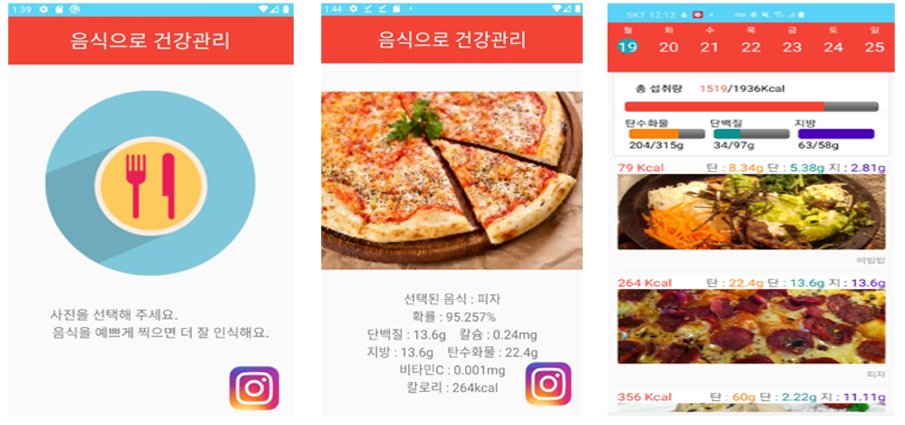 1:39
음식으로 건강관리
사진을 선택해 주세요.
음식을 예쁘게 찍으면 더 잘 인식해요.
1:44
음식으로 건강관리
선택된 음식 : 피자
확률 : 95.257%
단백질 : 13.6g 칼슘 : 0.24mg
지방 : 13.6g 탄수화물 : 22.4g
비타민C : 0.001mg
칼로리 : 264kcal
SKT 12:12
월 화 수 목 금 토 일
19 20 21 22 23 24 25
총 섭취량 1519/1936Kcal
탄수화물 단백질 지방
204/315g 34/97g 63/58g
79 Kcal 탄 : 8.34g 단 : 5.38g 지 : 2.81g
비빔밥
264 Kcal 탄 : 22.4g 단 : 13.6g 지 : 13.6g
피자
356 Kcal 탄 : 60g 단 : 2.22g 지 : 11.11g